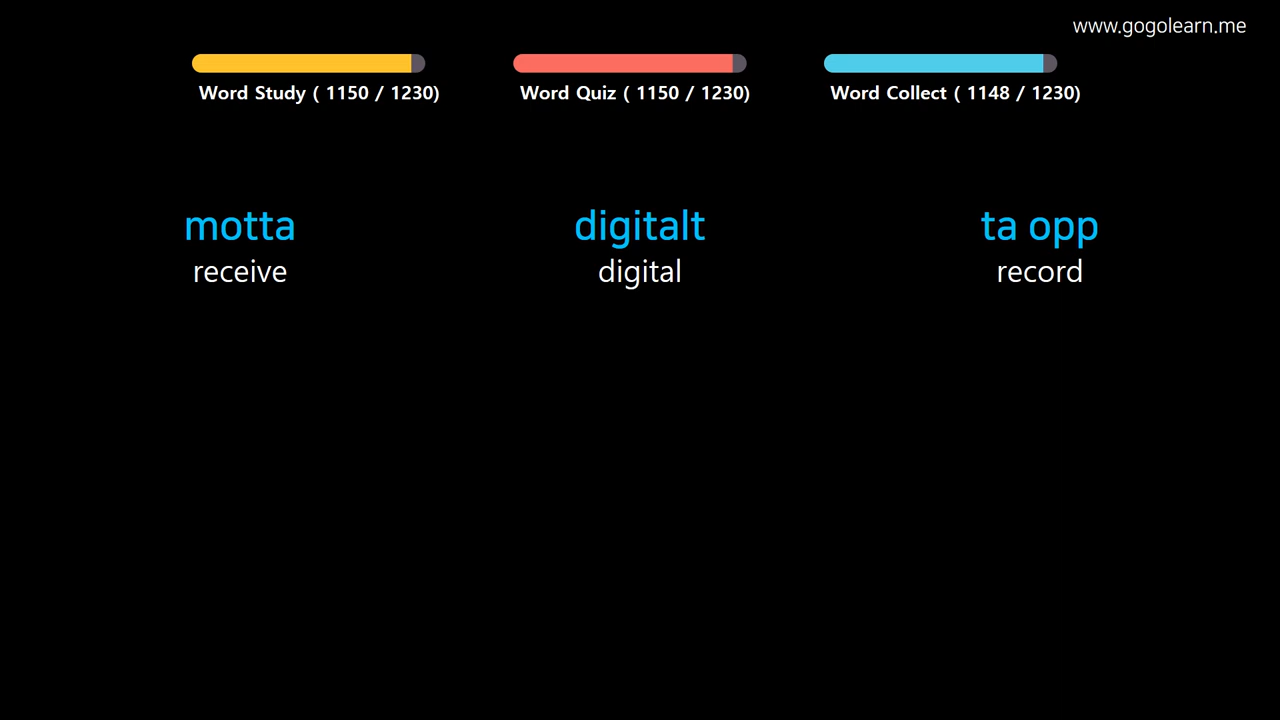 www.gogolearn.me
Word Study ( 1150 / 1230)
Word Quiz ( 1150 / 1230)
Word Collect ( 1148 / 1230)
motta
receive
digitalt
digital
ta opp
record